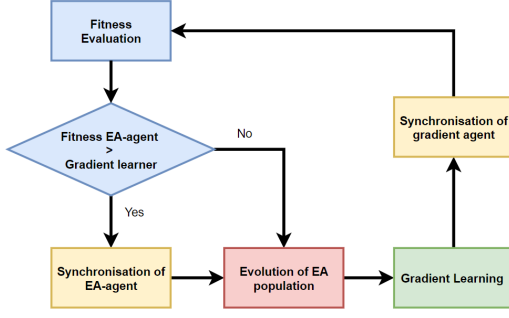 Fitness
Evaluation
Fitness EA-agent
>
Gradient learner
No
Yes
Synchronisation of
EA-agent
Evolution of EA
population
Gradient Learning
Synchronisation of
gradient agent